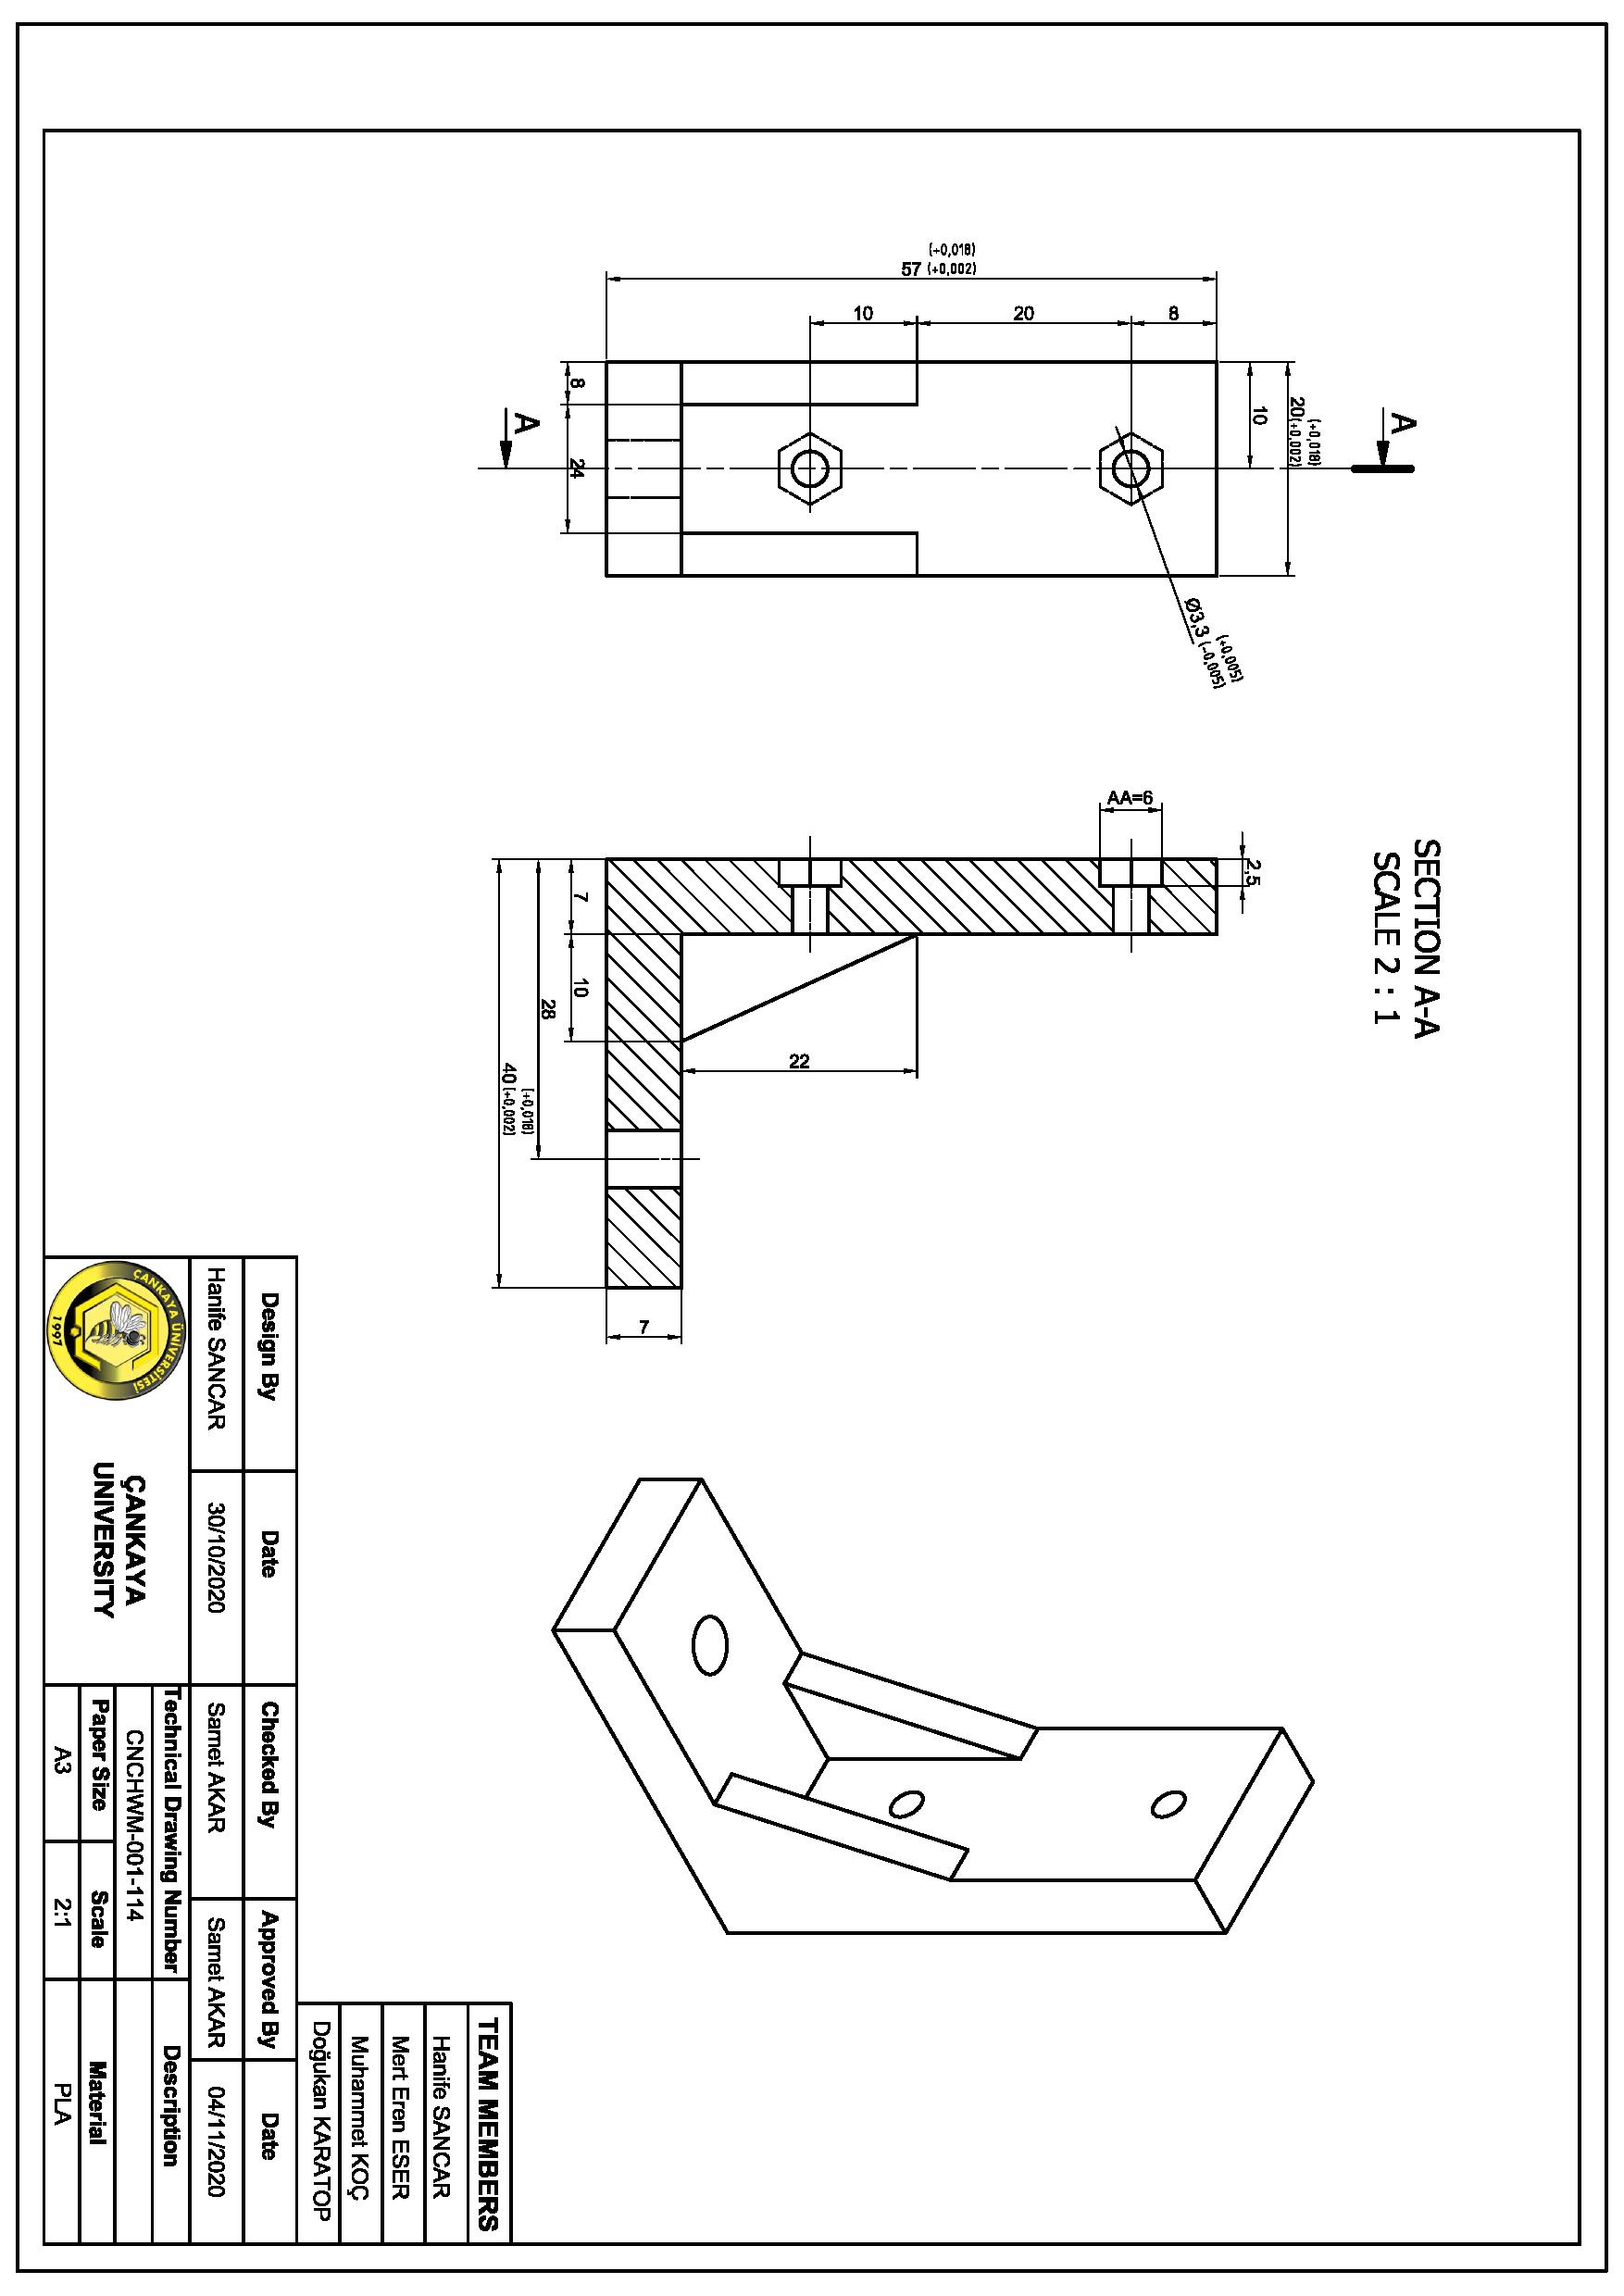 SECTION A-A
SCALE 2 : 1
A
A
57 (+0,018)
(+0,002)
10
20
8
10
20 (+0,018)
(+0,002)
8
24
Ø3,3 (+0,005)
(-0,005)
AA=6
2,5
7
10
28
40 (+0,018)
(+0,002)
22
7
TEAM MEMBERS
Hanife SANCAR
Mert Eren ESER
Muhammet KOÇ
Doğukan KARATOP
Design By
Date
Checked By
Approved By
Date
Hanife SANCAR
30/10/2020
Samet AKAR
Samet AKAR
04/11/2020
ÇANKAYA ÜNİVERSİTESİ
1997
ÇANKAYA
UNIVERSITY
Technical Drawing Number
Description
CNCHWM-001-114
Paper Size
Scale
Material
A3
2:1
PLA